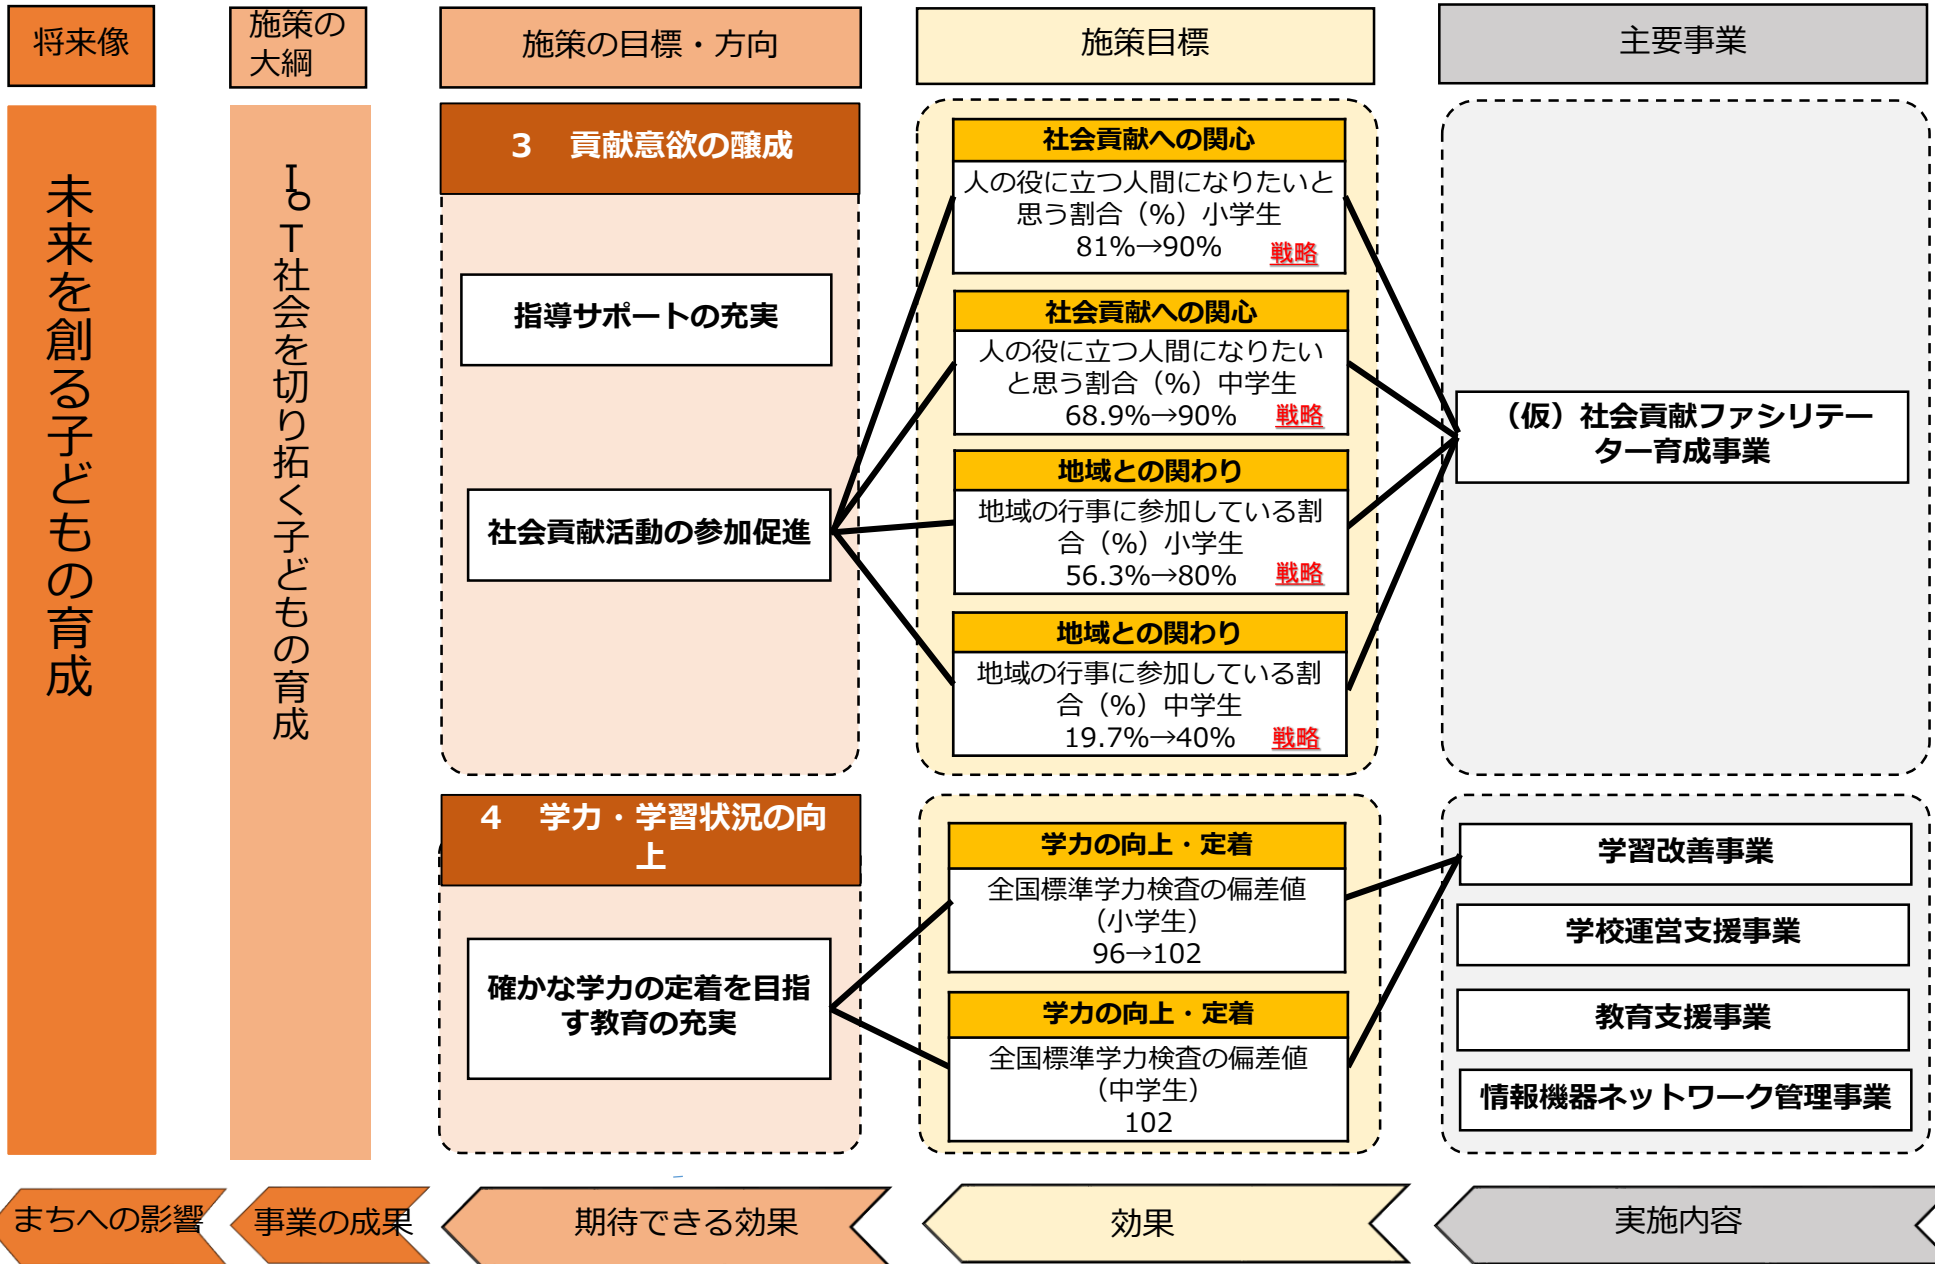 将来像
施策の
大綱
施策の目標・方向
施策目標
主要事業
未来を創る子どもの育成
IoT社会を切り拓く子どもの育成
3 貢献意欲の醸成
指導サポートの充実
社会貢献活動の参加促進
社会貢献への関心
人の役に立つ人間になりたいと
思う割合（%）小学生
81%→90% 戦略
社会貢献への関心
人の役に立つ人間になりたい
と思う割合（%）中学生
68.9%→90% 戦略
地域との関わり
地域の行事に参加している割
合（%）小学生
56.3%→80% 戦略
地域との関わり
地域の行事に参加している割
合（%）中学生
19.7%→40% 戦略
（仮）社会貢献ファシリテー
ター育成事業
4 学力・学習状況の向
上
確かな学力の定着を目指
す教育の充実
学力の向上・定着
全国標準学力検査の偏差値
（小学生）
96→102
学力の向上・定着
全国標準学力検査の偏差値
（中学生）
102
学習改善事業
学校運営支援事業
教育支援事業
情報機器ネットワーク管理事業
まちへの影響
事業の成果
期待できる効果
効果
実施内容